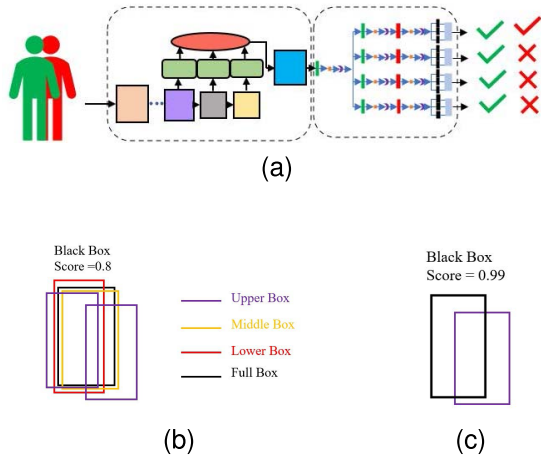 (a)
Black Box
Score =0.8
Upper Box
Middle Box
Lower Box
Full Box
(b)
Black Box
Score = 0.99
(c)